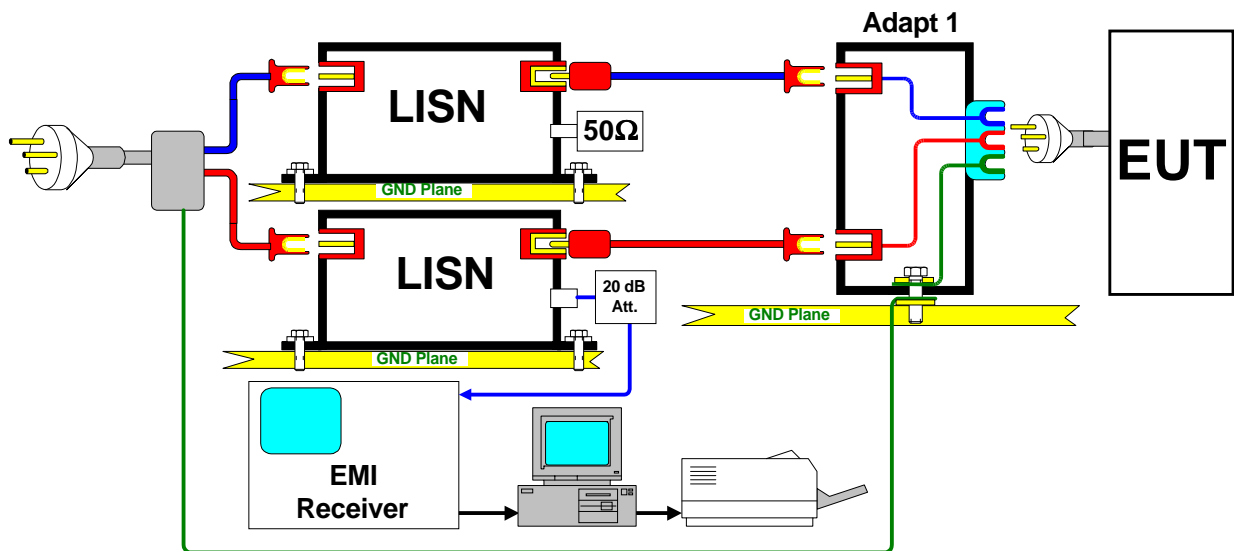 Adapt 1
LISN
50Ω
EUT
GND Plane
LISN
20 dB
Att.
GND Plane
GND Plane
EMI
Receiver